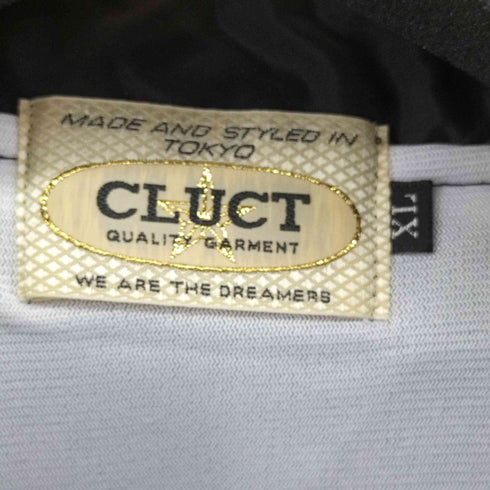 MADE AND STYLED IN
TOKYO
CLUCT
QUALITY GARMENT
WE ARE THE DREAMERS
XL